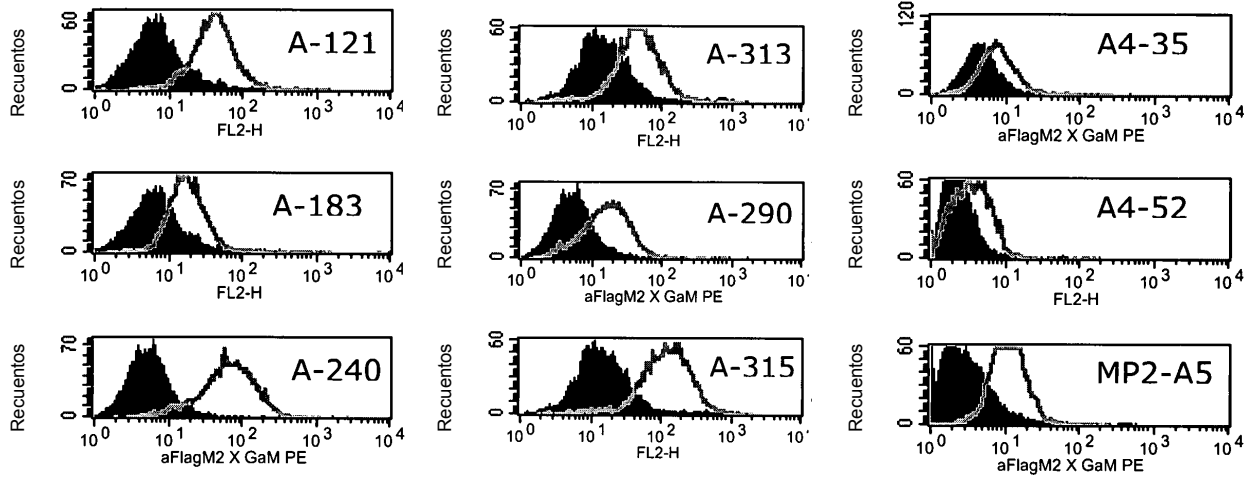 Recuentos 60 0 A-121
10^0 10^1 10^2 10^3 10^4
FL2-H
Recuentos 60 0 A-313
10^0 10^1 10^2 10^3
FL2-H
Recuentos 120 0 A4-35
10^0 10^1 10^2 10^3 10^4
aFlagM2 X GaM PE
Recuentos 70 0 A-183
10^0 10^1 10^2 10^3 10^4
FL2-H
Recuentos 70 0 A-290
10^0 10^1 10^2 10^3
aFlagM2 X GaM PE
Recuentos 60 0 A4-52
10^0 10^1 10^2 10^3 10^4
FL2-H
Recuentos 70 0 A-240
10^0 10^1 10^2 10^3 10^4
aFlagM2 X GaM PE
Recuentos 60 0 A-315
10^0 10^1 10^2 10^3
FL2-H
Recuentos 60 0 MP2-A5
10^0 10^1 10^2 10^3 10^4
aFlagM2 X GaM PE